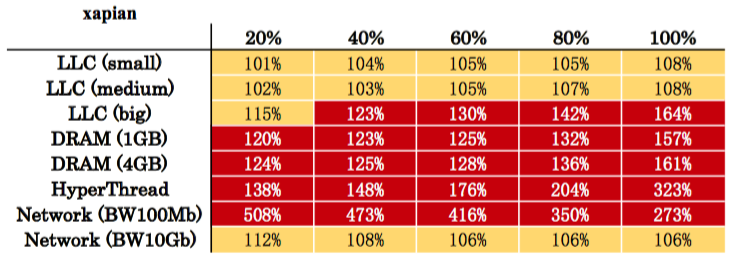 xapian
20% 40% 60% 80% 100%
LLC (small) 101% 104% 105% 105% 108%
LLC (medium) 102% 103% 105% 107% 108%
LLC (big) 115% 123% 130% 142% 164%
DRAM (1GB) 120% 123% 125% 132% 157%
DRAM (4GB) 124% 125% 128% 136% 161%
HyperThread 138% 148% 176% 204% 323%
Network (BW100Mb) 508% 473% 416% 350% 273%
Network (BW10Gb) 112% 108% 106% 106% 106%